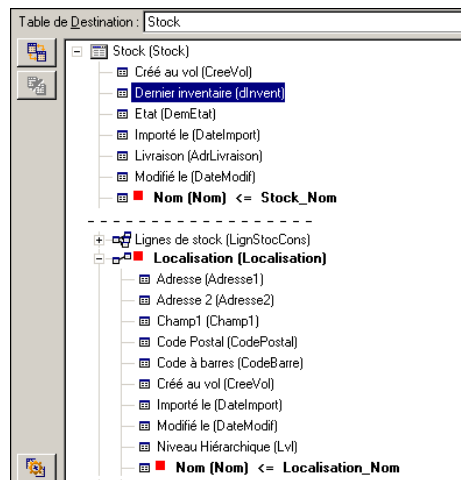 Table de Destination : Stock
Stock (Stock)
Créé au vol (CreeVol)
Dernier inventaire (dInvent)
Etat (DemEtat)
Importé le (DateImport)
Livraison (AdrLivraison)
Modifié le (DateModif)
Nom (Nom) <= Stock_Nom
Lignes de stock (LignStocCons)
Localisation (Localisation)
Adresse (Adresse1)
Adresse 2 (Adresse2)
Champ1 (Champ1)
Code Postal (CodePostal)
Code à barres (CodeBarre)
Créé au vol (CreeVol)
Importé le (DateImport)
Modifié le (DateModif)
Niveau Hiérarchique (Lvl)
Nom (Nom) <= Localisation_Nom